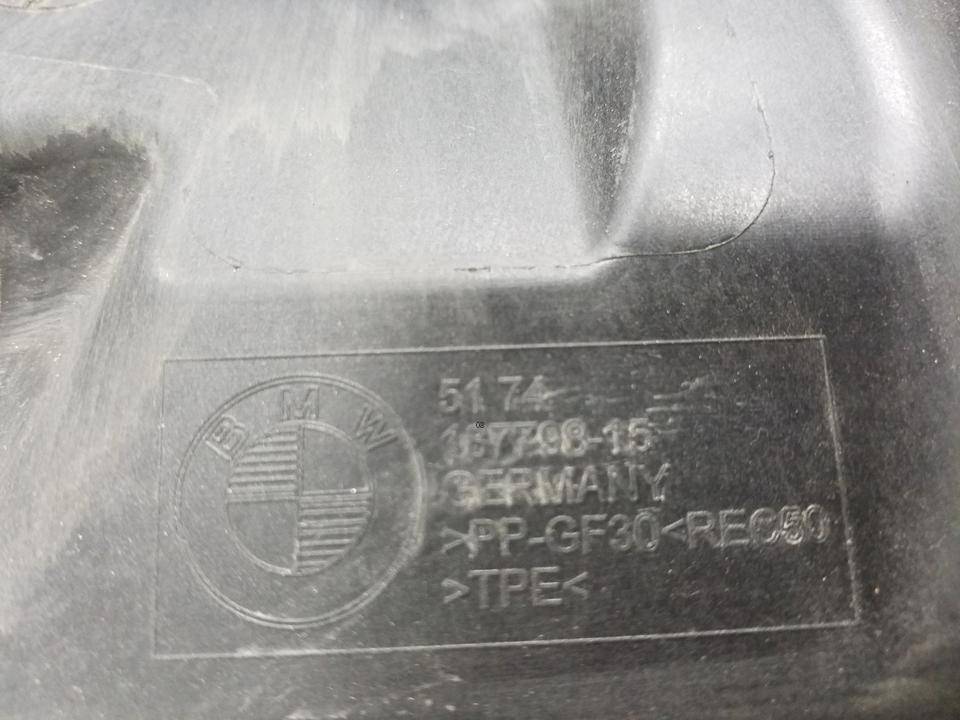 BMW
51 74
GERMANY
>PP-GF30<REC50
>TPE<